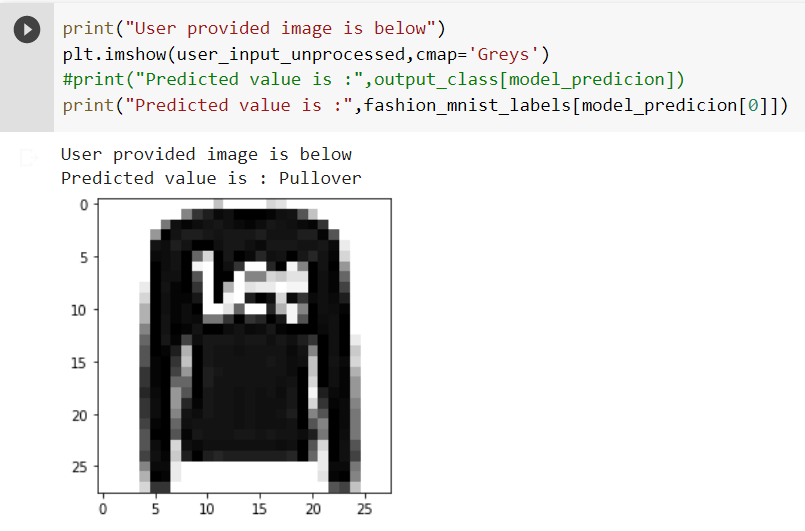 print("User provided image is below")
plt.imshow(user_input_unprocessed,cmap='Greys')
#print("Predicted value is :",output_class[model_predicion])
print("Predicted value is :",fashion_mnist_labels[model_predicion[0]])
User provided image is below
Predicted value is : Pullover
0
5
10
15
20
25
0 5 10 15 20 25